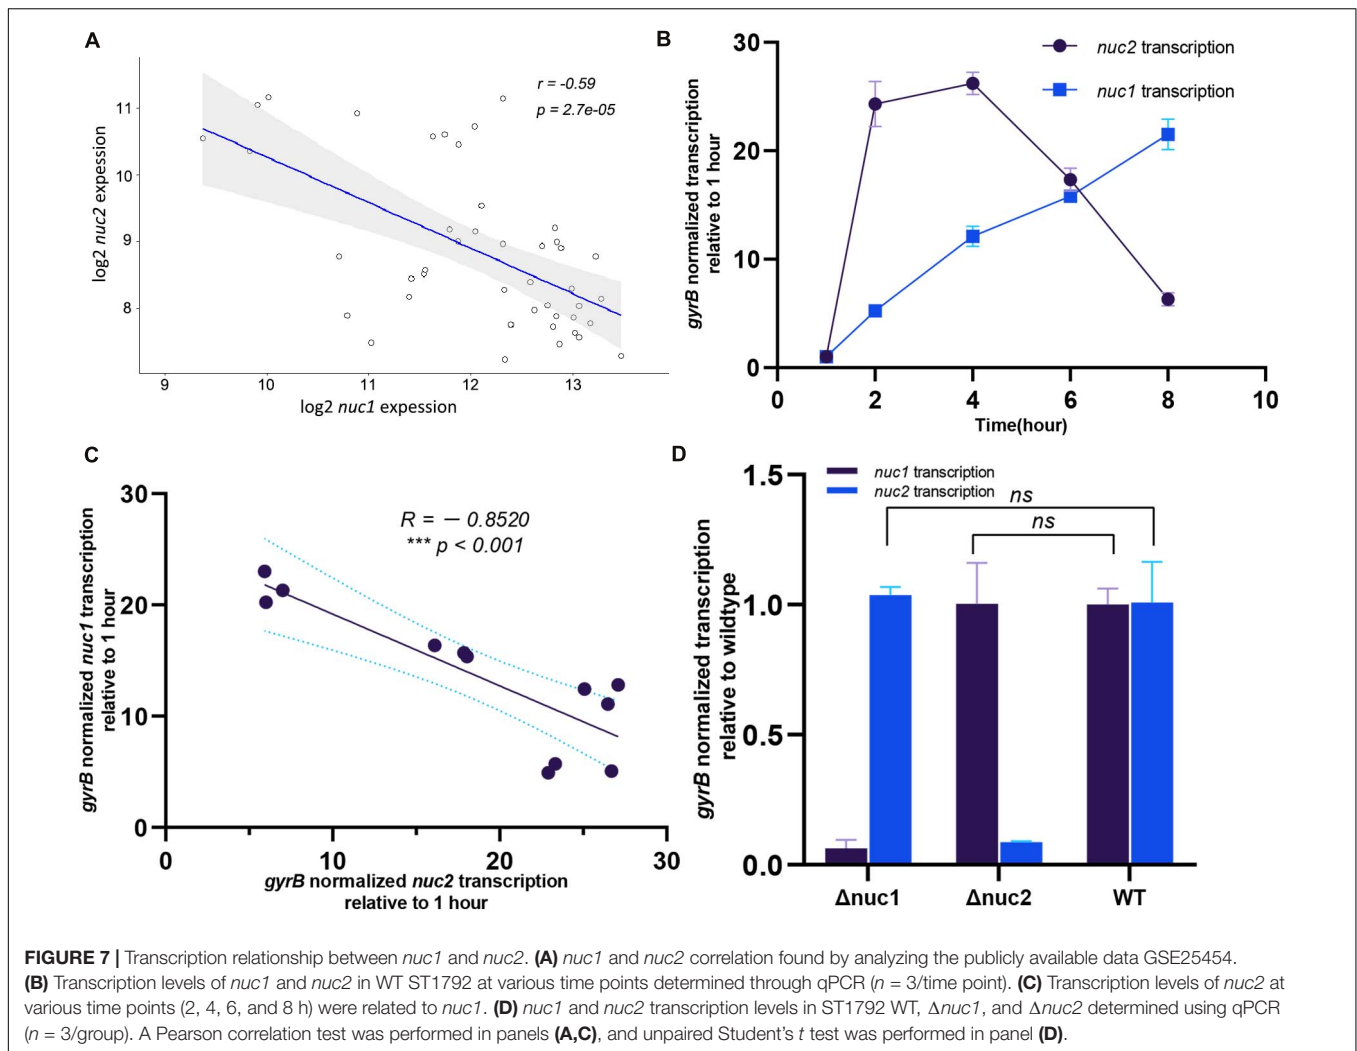 A
r = -0.59
p = 2.7e-05
log2 nuc2 expession
11
10
9
8
9 10 11 12 13
log2 nuc1 expession
B
nuc2 transcription
nuc1 transcription
gyrB normalized transcription
relative to 1 hour
30
20
10
0
0 2 4 6 8 10
Time(hour)
C
R = − 0.8520
*** p < 0.001
gyrB normalized nuc1 transcription
relative to 1 hour
30
20
10
0
0 10 20 30
gyrB normalized nuc2 transcription
relative to 1 hour
D
nuc1 transcription
nuc2 transcription
ns
ns
gyrB normalized transcription
relative to wildtype
1.5
1.0
0.5
0.0
Δnuc1 Δnuc2 WT
FIGURE 7 | Transcription relationship between nuc1 and nuc2. (A) nuc1 and nuc2 correlation found by analyzing the publicly available data GSE25454.
(B) Transcription levels of nuc1 and nuc2 in WT ST1792 at various time points determined through qPCR (n = 3/time point). (C) Transcription levels of nuc2 at
various time points (2, 4, 6, and 8 h) were related to nuc1. (D) nuc1 and nuc2 transcription levels in ST1792 WT, Δnuc1, and Δnuc2 determined using qPCR
(n = 3/group). A Pearson correlation test was performed in panels (A,C), and unpaired Student's t test was performed in panel (D).